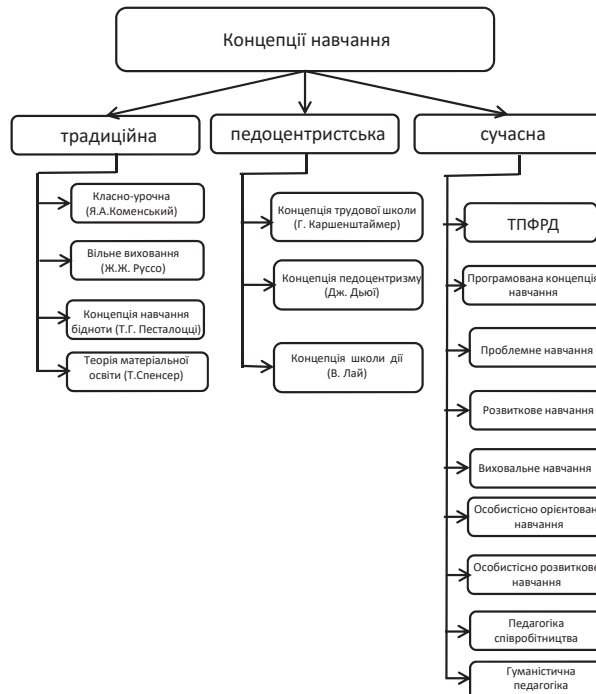 Концепції навчання
традиційна
педоцентристська
сучасна
Класно-урочна
(Я.А.Коменський)
Вільне виховання
(Ж.Ж. Руссо)
Концепція навчання
бідноти (Т.Г. Песталоцці)
Теорія матеріальної
освіти (Т.Спенсер)
Концепція трудової школи
(Г. Каршенштаймер)
Концепція педоцентризму
(Дж. Дьюї)
Концепція школи дії
(В. Лай)
ТПФРД
Програмована концепція
навчання
Проблемне навчання
Розвиткове навчання
Виховальне навчання
Особистісно орієнтоване
навчання
Особистісно розвиткове
навчання
Педагогіка
співробітництва
Гуманістична
педагогіка